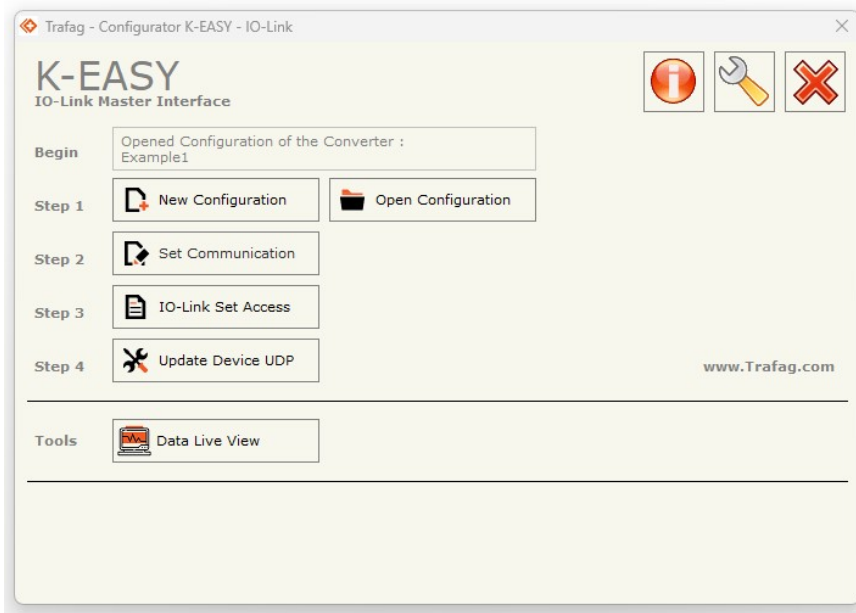 Trafag - Configurator K-EASY - IO-Link
K-EASY
IO-Link Master Interface
Begin
Opened Configuration of the Converter :
Example1
Step 1
New Configuration
Open Configuration
Step 2
Set Communication
Step 3
IO-Link Set Access
Step 4
Update Device UDP
www.Trafag.com
Tools
Data Live View